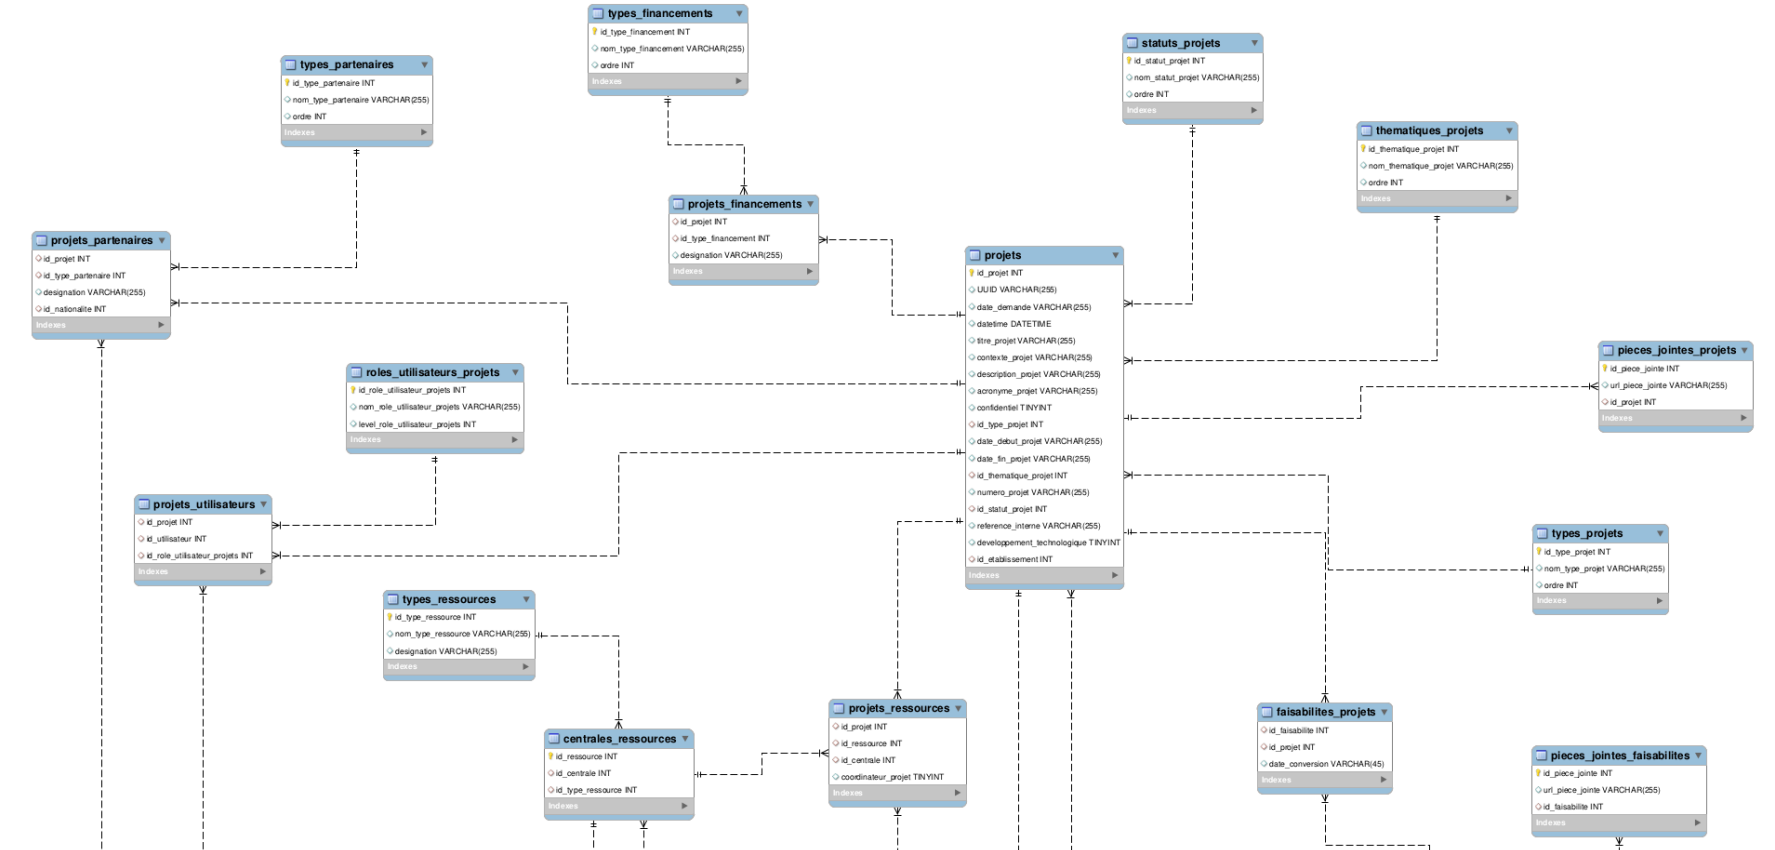 types_financements
id_type_financement INT
nom_type_financement VARCHAR(255)
ordre INT
Indexes
statuts_projets
id_statut_projet INT
nom_statut_projet VARCHAR(255)
ordre INT
Indexes
types_partenaires
id_type_partenaire INT
nom_type_partenaire VARCHAR(255)
ordre INT
Indexes
thematiques_projets
id_thematique_projet INT
nom_thematique_projet VARCHAR(255)
ordre INT
Indexes
projets_financements
id_projet INT
id_type_financement INT
designation VARCHAR(255)
Indexes
projets_partenaires
id_projet INT
id_type_partenaire INT
designation VARCHAR(255)
id_nationalite INT
Indexes
projets
id_projet INT
UUID VARCHAR(255)
date_demande VARCHAR(255)
datetime DATETIME
titre_projet VARCHAR(255)
contexte_projet VARCHAR(255)
description_projet VARCHAR(255)
acronyme_projet VARCHAR(255)
confidentiel TINYINT
id_type_projet INT
date_debut_projet VARCHAR(255)
date_fin_projet VARCHAR(255)
id_thematique_projet INT
numero_projet VARCHAR(255)
id_statut_projet INT
reference_interne VARCHAR(255)
developpement_technologique TINYINT
id_etablissement INT
Indexes
pieces_jointes_projets
id_piece_jointe INT
url_piece_jointe VARCHAR(255)
id_projet INT
Indexes
roles_utilisateurs_projets
id_role_utilisateur_projets INT
nom_role_utilisateur_projets VARCHAR(255)
level_role_utilisateur_projets INT
Indexes
projets_utilisateurs
id_projet INT
id_utilisateur INT
id_role_utilisateur_projets INT
Indexes
types_projets
id_type_projet INT
nom_type_projet VARCHAR(255)
ordre INT
Indexes
types_ressources
id_type_ressource INT
nom_type_ressource VARCHAR(255)
designation VARCHAR(255)
Indexes
projets_ressources
id_projet INT
id_ressource INT
id_centrale INT
coordinateur_projet TINYINT
Indexes
faisabilites_projets
id_faisabilite INT
id_projet INT
date_conversion VARCHAR(45)
Indexes
centrales_ressources
id_ressource INT
id_centrale INT
id_type_ressource INT
Indexes
pieces_jointes_faisabilites
id_piece_jointe INT
url_piece_jointe VARCHAR(255)
id_faisabilite INT
Indexes